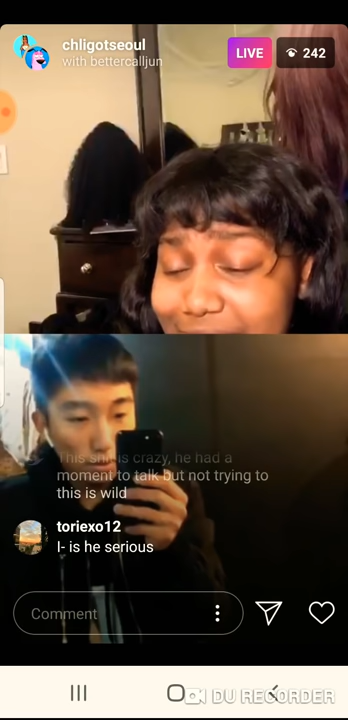 chligotseoul
LIVE
242
with bettercalljun
This shit is crazy, he had a
moment to talk but not trying to
this is wild
toriexo12
I- is he serious
Comment
DU RECORDER